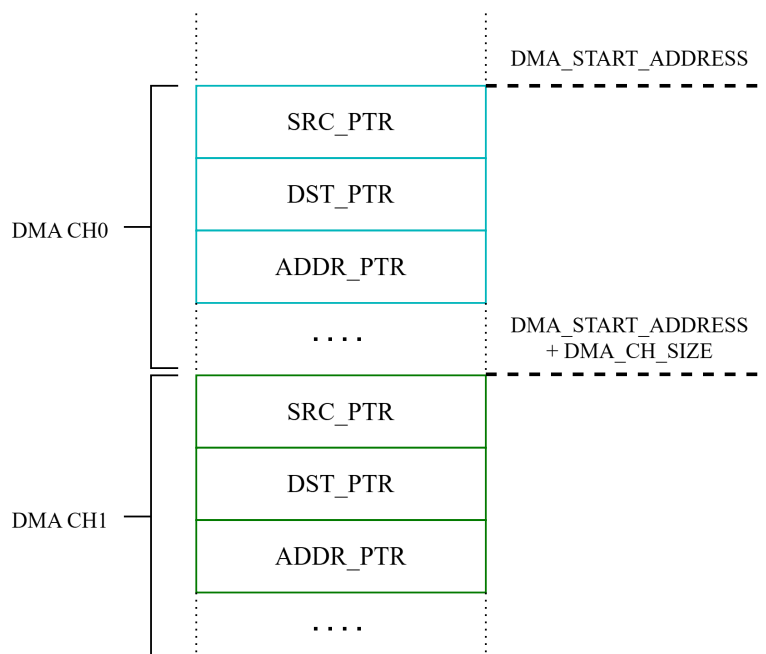 DMA_START_ADDRESS
SRC_PTR
DST_PTR
DMA CH0
ADDR_PTR
....
DMA_START_ADDRESS
+ DMA_CH_SIZE
SRC_PTR
DST_PTR
DMA CH1
ADDR_PTR
....